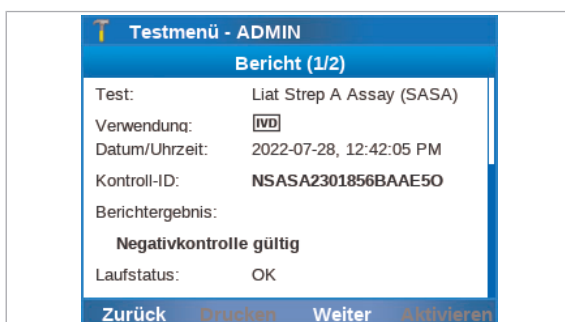 Testmenü - ADMIN
Bericht (1/2)
Test: Liat Strep A Assay (SASA)
Verwendung: IVD
Datum/Uhrzeit: 2022-07-28, 12:42:05 PM
Kontroll-ID: NSASA2301856BAAE5O
Berichtergebnis:
Negativkontrolle gültig
Laufstatus: OK
Zurück Drucken Weiter Aktivieren